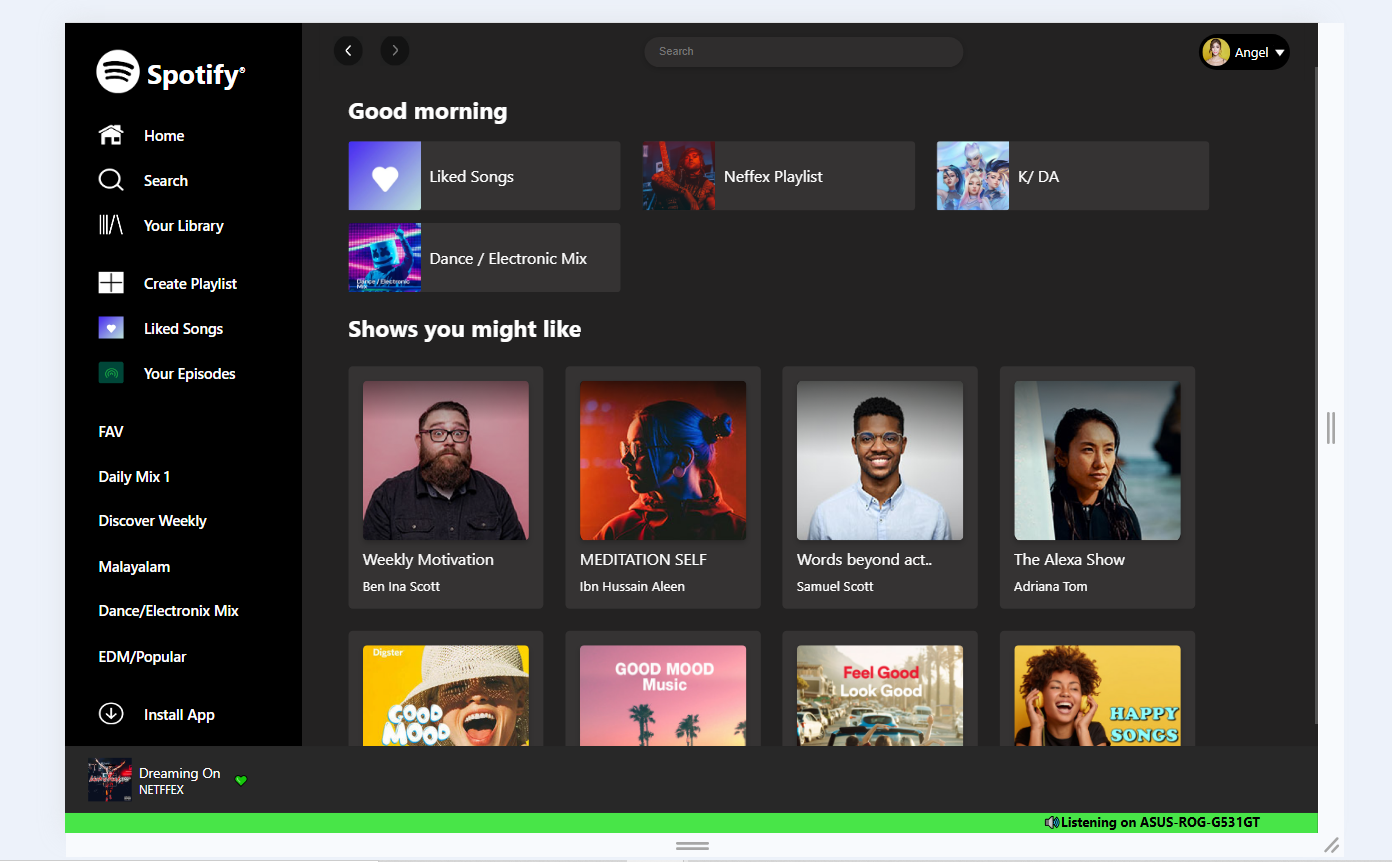 Spotify®
Home
Search
Your Library
Create Playlist
Liked Songs
Your Episodes
FAV
Daily Mix 1
Discover Weekly
Malayalam
Dance/Electronix Mix
EDM/Popular
Install App
Search
Angel
Good morning
Liked Songs
Neffex Playlist
K/ DA
Dance / Electronic
Mix
Dance / Electronic Mix
Shows you might like
Weekly Motivation
Ben Ina Scott
MEDITATION SELF
Ibn Hussain Aleen
Words beyond act..
Samuel Scott
The Alexa Show
Adriana Tom
Digster
GOOD
MOOD
GOOD MOOD
Music
Feel Good
Look Good
HAPPY
SONGS
Dreaming On
NETFFEX
Listening on ASUS-ROG-G531GT